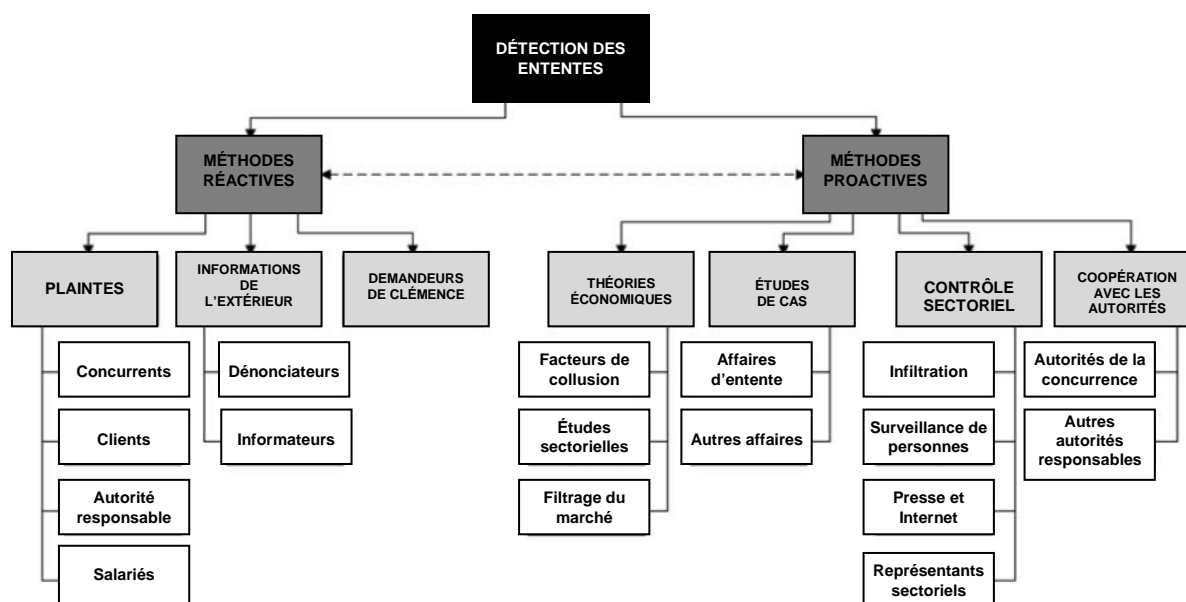 DÉTECTION DES
ENTENTES
MÉTHODES
RÉACTIVES
MÉTHODES
PROACTIVES
PLAINTES
INFORMATIONS
DE
L'EXTÉRIEUR
DEMANDEURS
DE CLÉMENCE
THÉORIES
ÉCONOMIQUES
ÉTUDES
DE CAS
CONTRÔLE
SECTORIEL
COOPÉRATION
AVEC LES
AUTORITÉS
Concurrents
Clients
Autorité
responsable
Salariés
Dénonciateurs
Informateurs
Facteurs de
collusion
Études
sectorielles
Filtrage du
marché
Affaires
d'entente
Autres affaires
Infiltration
Surveillance de
personnes
Presse et
Internet
Représentants
sectoriels
Autorités de la
concurrence
Autres
autorités
responsables